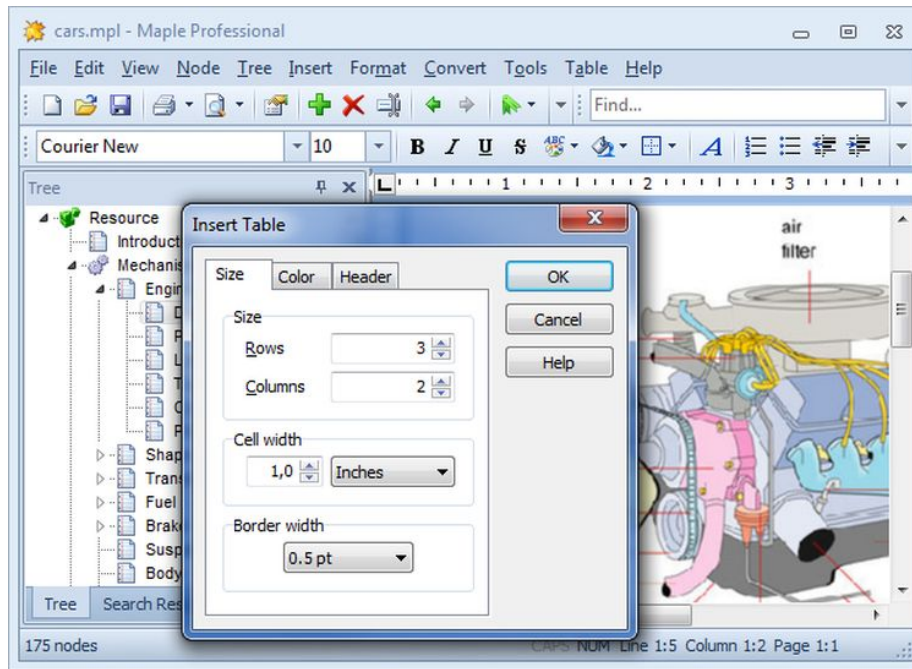 cars.mpl - Maple Professional
File Edit View Node Tree Insert Format Convert Tools Table Help
Find...
Courier New 10 B I U S ABC A
Tree
1 2 3
Resource
Mechanis
Shap
Trans
Fuel
Brake
Susp
Body
Tree Search Res
175 nodes
CAPS NUM Line 1:5 Column 1:2 Page 1:1
Insert Table
Size Color Header
Size
Rows 3
Columns 2
Cell width
1,0 Inches
Border width
0.5 pt
OK
Cancel
Help
air
filter